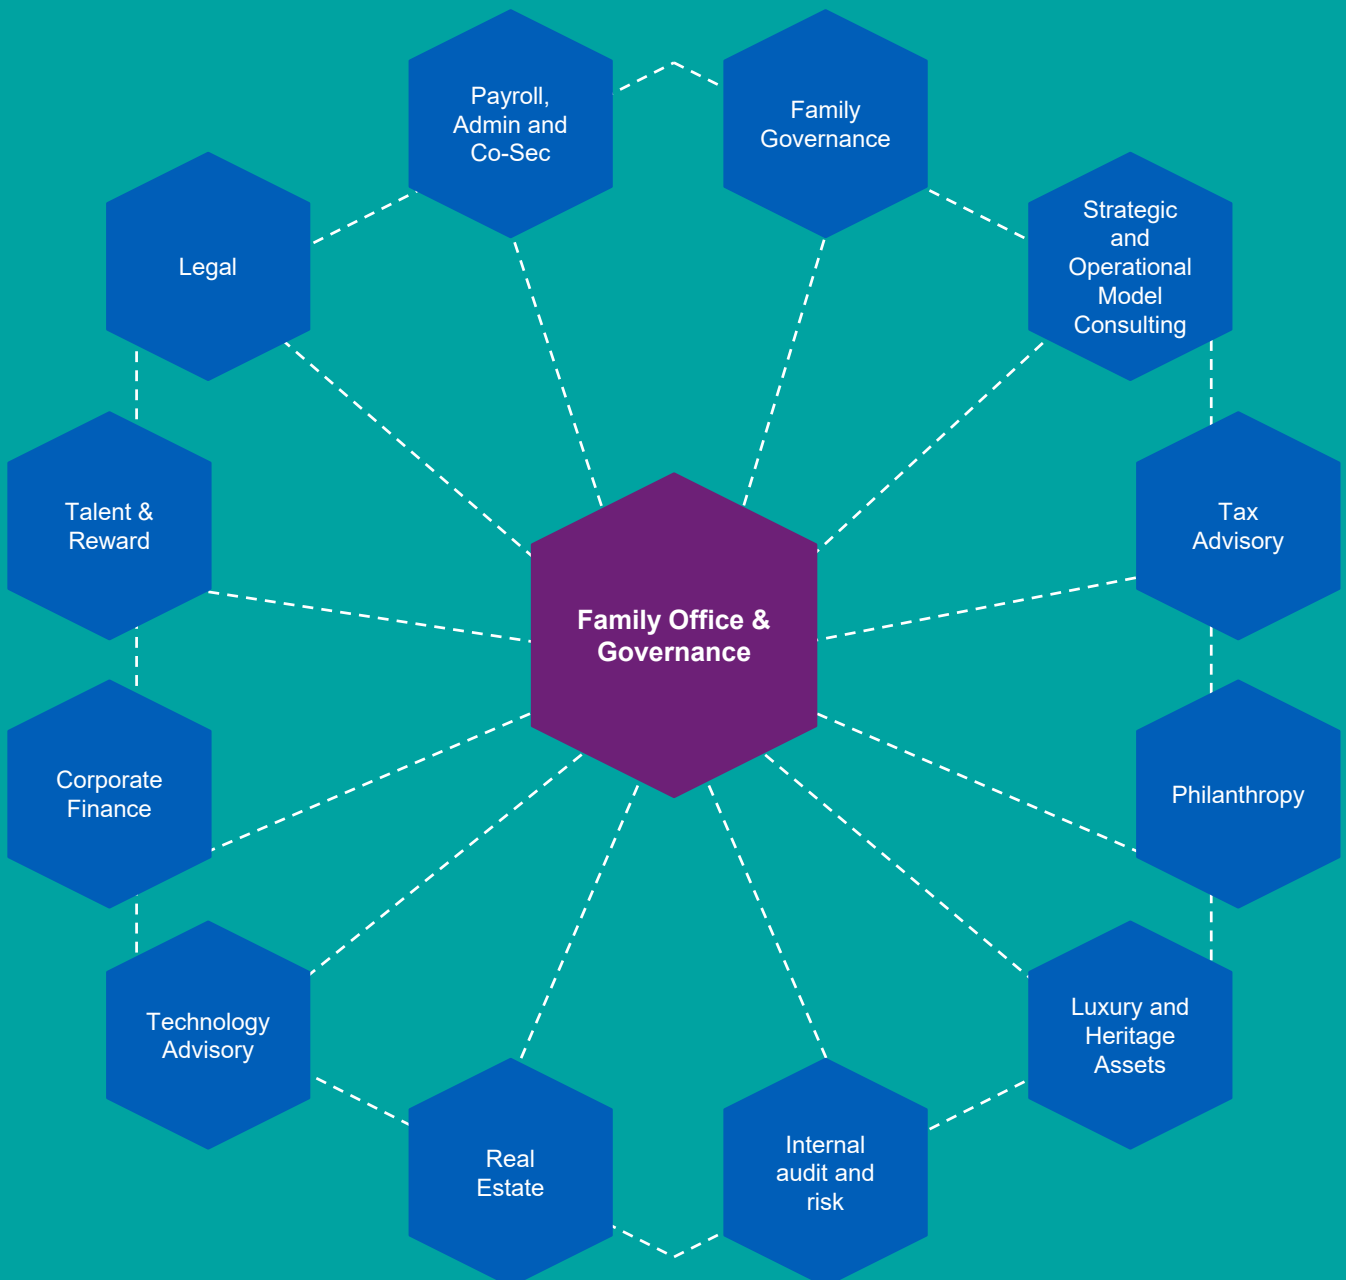 Payroll,
Admin and
Co-Sec
Family
Governance
Strategic
and
Operational
Model
Consulting
Legal
Talent &
Reward
Tax
Advisory
Family Office &
Governance
Corporate
Finance
Philanthropy
Technology
Advisory
Luxury and
Heritage
Assets
Real
Estate
Internal
audit and
risk